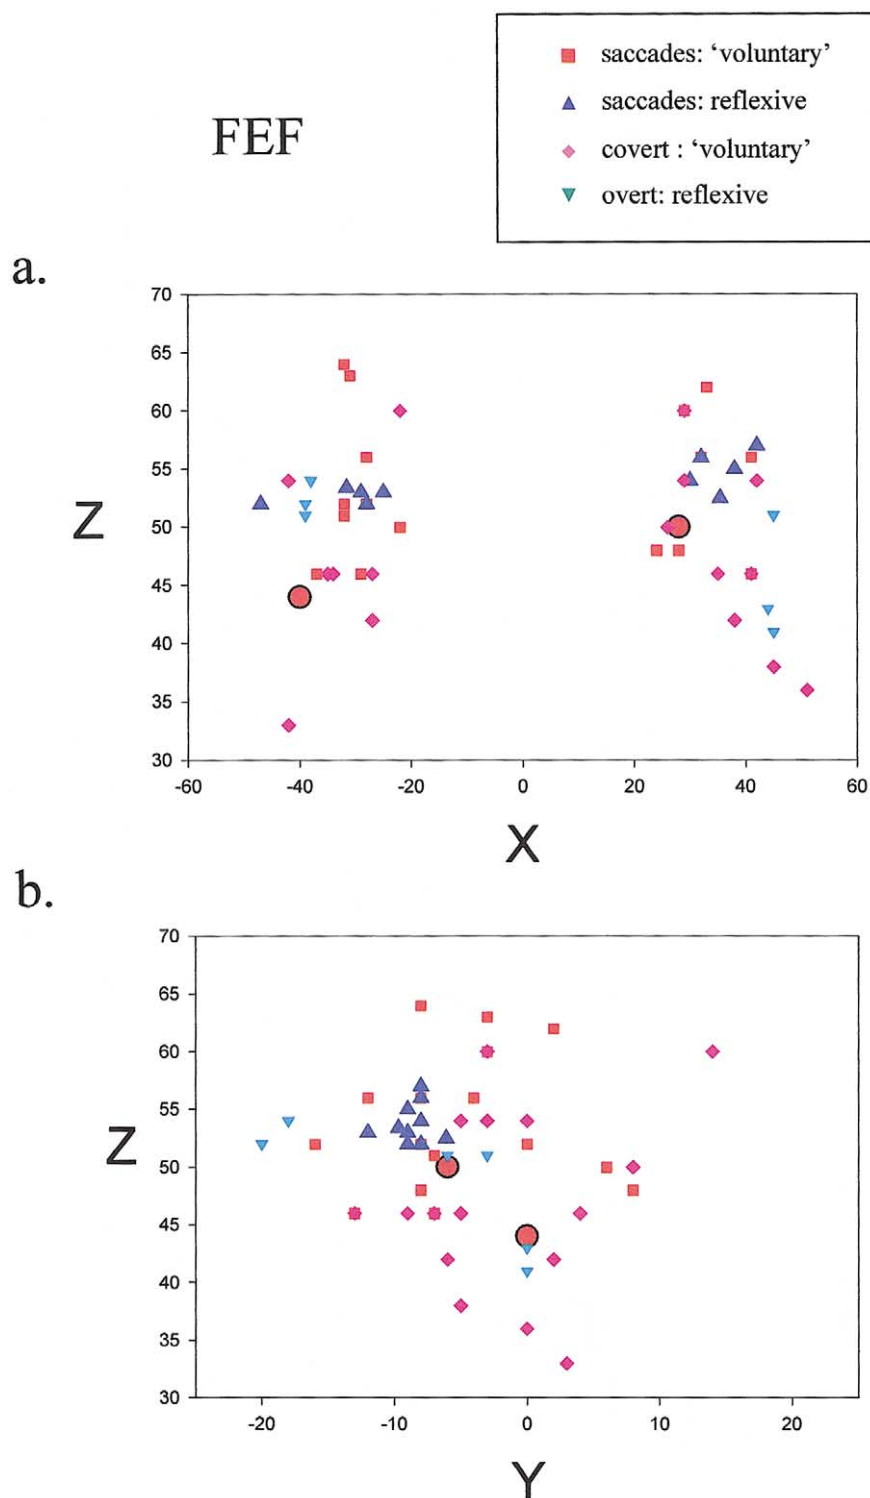 saccades: ‘voluntary’
saccades: reflexive
FEF
covert : ‘voluntary’
overt: reflexive
a.
70
65
60
55
Z
50
45
40
35
30
-60
-40
-20
0
20
40
60
X
b.
70
65
60
55
Z
50
45
40
35
30
-20
-10
0
10
20
Y